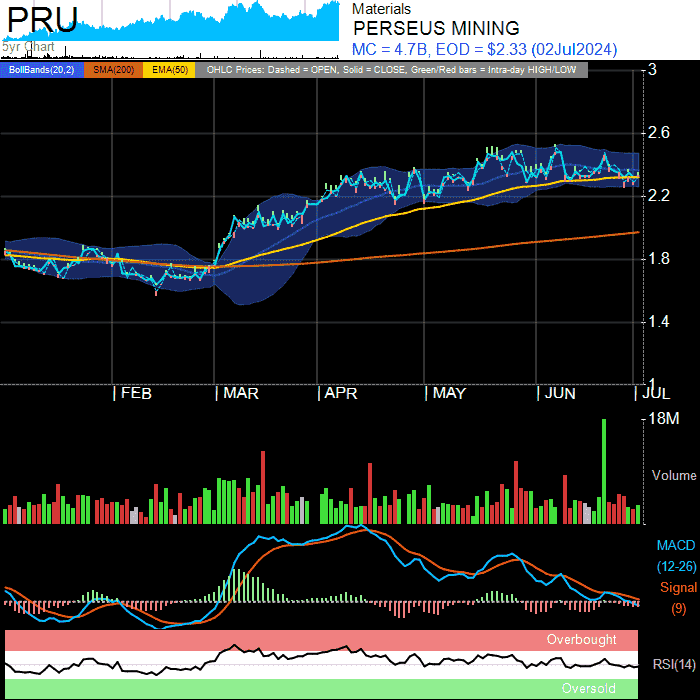 PRU
5yr Chart
Materials
PERSEUS MINING
MC = 4.7B, EOD = $2.33 (02Jul2024)
BollBands(20,2) SMA(200) EMA(50) OHLC Prices: Dashed = OPEN, Solid = CLOSE, Green/Red bars = Intra-day HIGH/LOW
3
2.6
2.2
1.8
1.4
1
FEB MAR APR MAY JUN JUL
18M
Volume
MACD
(12-26)
Signal
(9)
Overbought
RSI(14)
Oversold